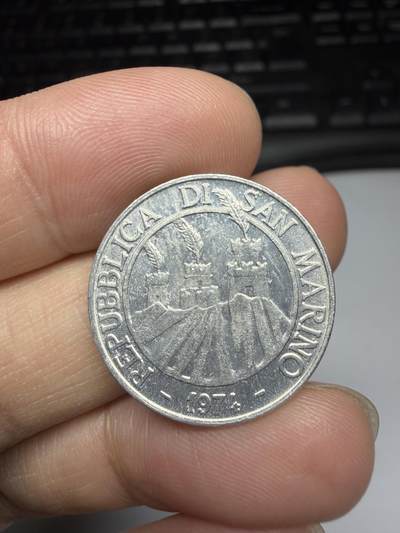 REPUBBLICA DI SAN MARINO
- 1974 -